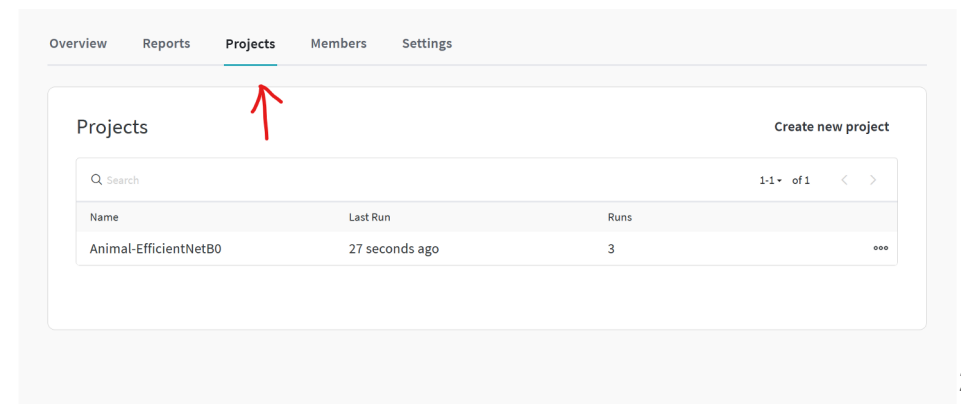 Overview Reports Projects Members Settings
Projects Create new project
Search 1-1 of 1
Name Last Run Runs
Animal-EfficientNetB0 27 seconds ago 3